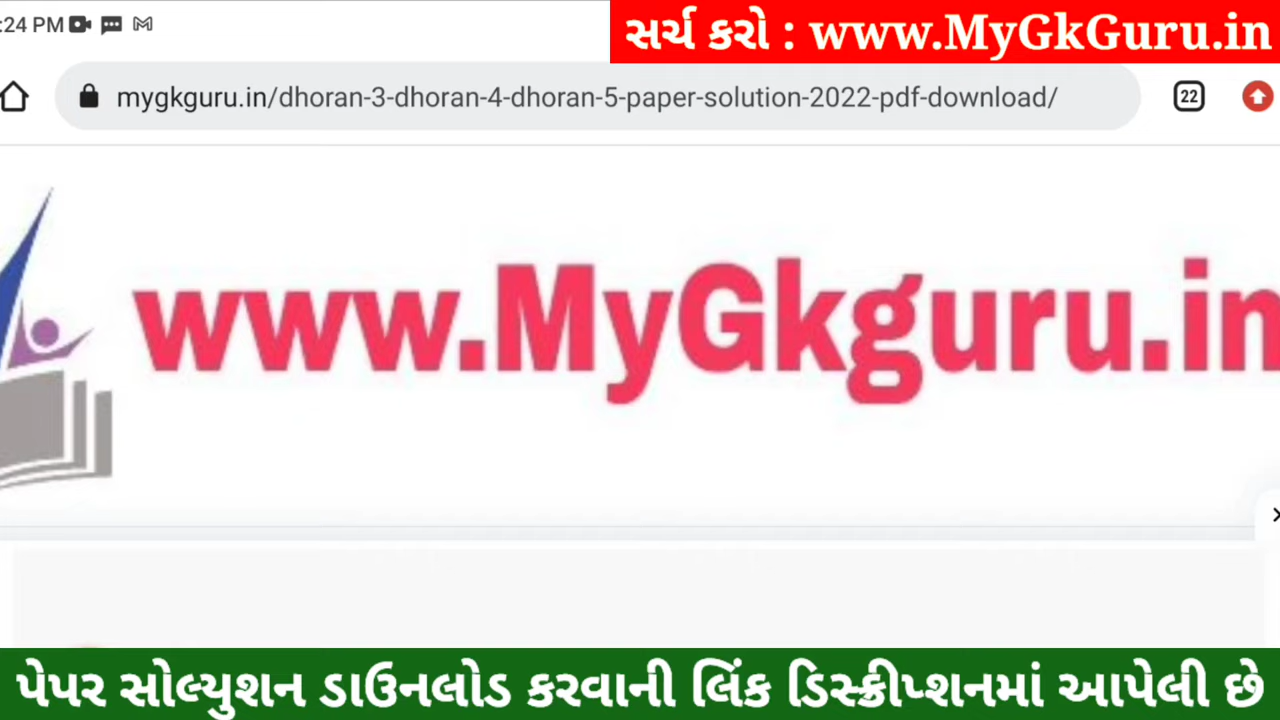 :24 PM
સર્ચ કરો : www.MyGkGuru.in
mygkguru.in/dhoran-3-dhoran-4-dhoran-5-paper-solution-2022-pdf-download/
22
www.MyGkguru.in
પેપર સોલ્યુશન ડાઉનલોડ કરવાની લિંક ડિસ્ક્રીપ્શનમાં આપેલી છે